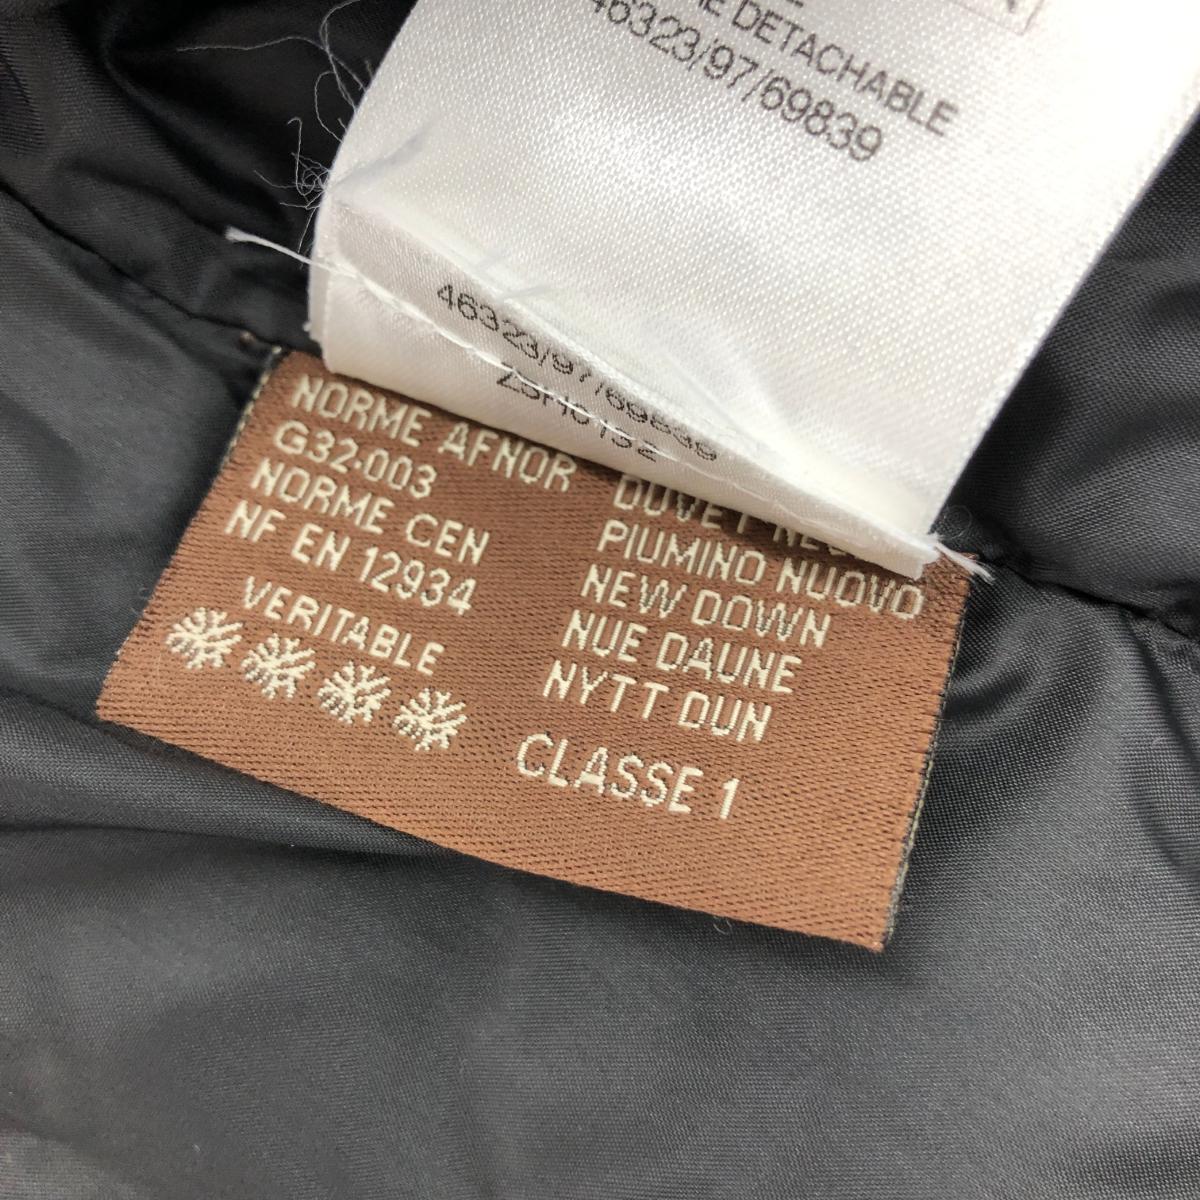 DETACHABLE
46323/97/69839
46323/97/69839
NORME AFNOR
G32-003
NORME CEN
NF EN 12934
VERITABLE
DUVET
PIUMINO NUOVO
NEW DOWN
NUE DAUNE
NYTT DUN
CLASSE 1